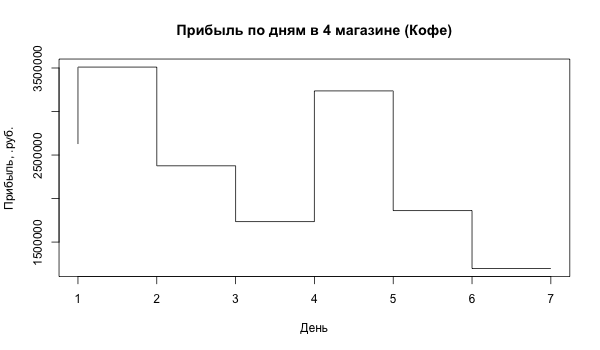 Прибыль по дням в 4 магазине (Кофе)
Прибыль, .руб.
3500000
2500000
1500000
1 2 3 4 5 6 7
День